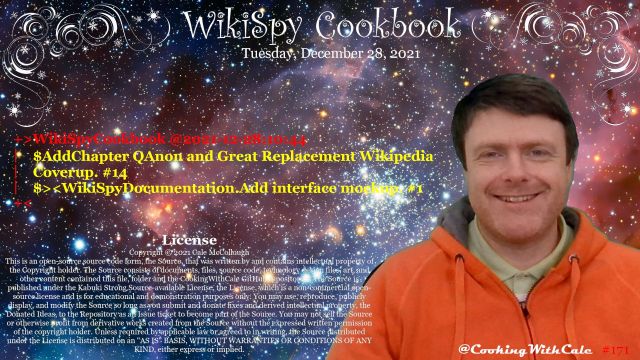 WikiSpy Cookbook
Tuesday, December 28, 2021
++>WikiSpyCookbook @2021-12-28
| $AddChapter QAnon and Great Replacement Wikipedia
| Coverup. #14
| $><WikiSpyDocumentation.Add interface mockup. #1
++
License
Copyright © 2021 Cale McCollough
This is an open-source source code form, the Source, that was written by and contains intellectual property of
the Copyright holder. The Source consists of documents, files, source code, technology design files, art, and
other content contained this file, folder and the CookingWithCale GitHub Repository. The Source is
published under the Kabuki Strong Source-available License, the License, which is a non-commercial open-
source license and is for educational and demonstration purposes only. You may use, reproduce, publicly
display, and modify the Source so long as you submit and donate fixes and derived intellectual property, the
Donated Ideas, to the Repository as an Issue ticket to become part of the Source. You may not sell the Source
or otherwise profit from derivative works created from the Source without the expressed written permission
of the copyright holder. Unless required by applicable law or agreed to in writing, the Source distributed
under the License is distributed on an "AS IS" BASIS, WITHOUT WARRANTIES OR CONDITIONS OF ANY
KIND, either express or implied.
@CookingWithCale #171